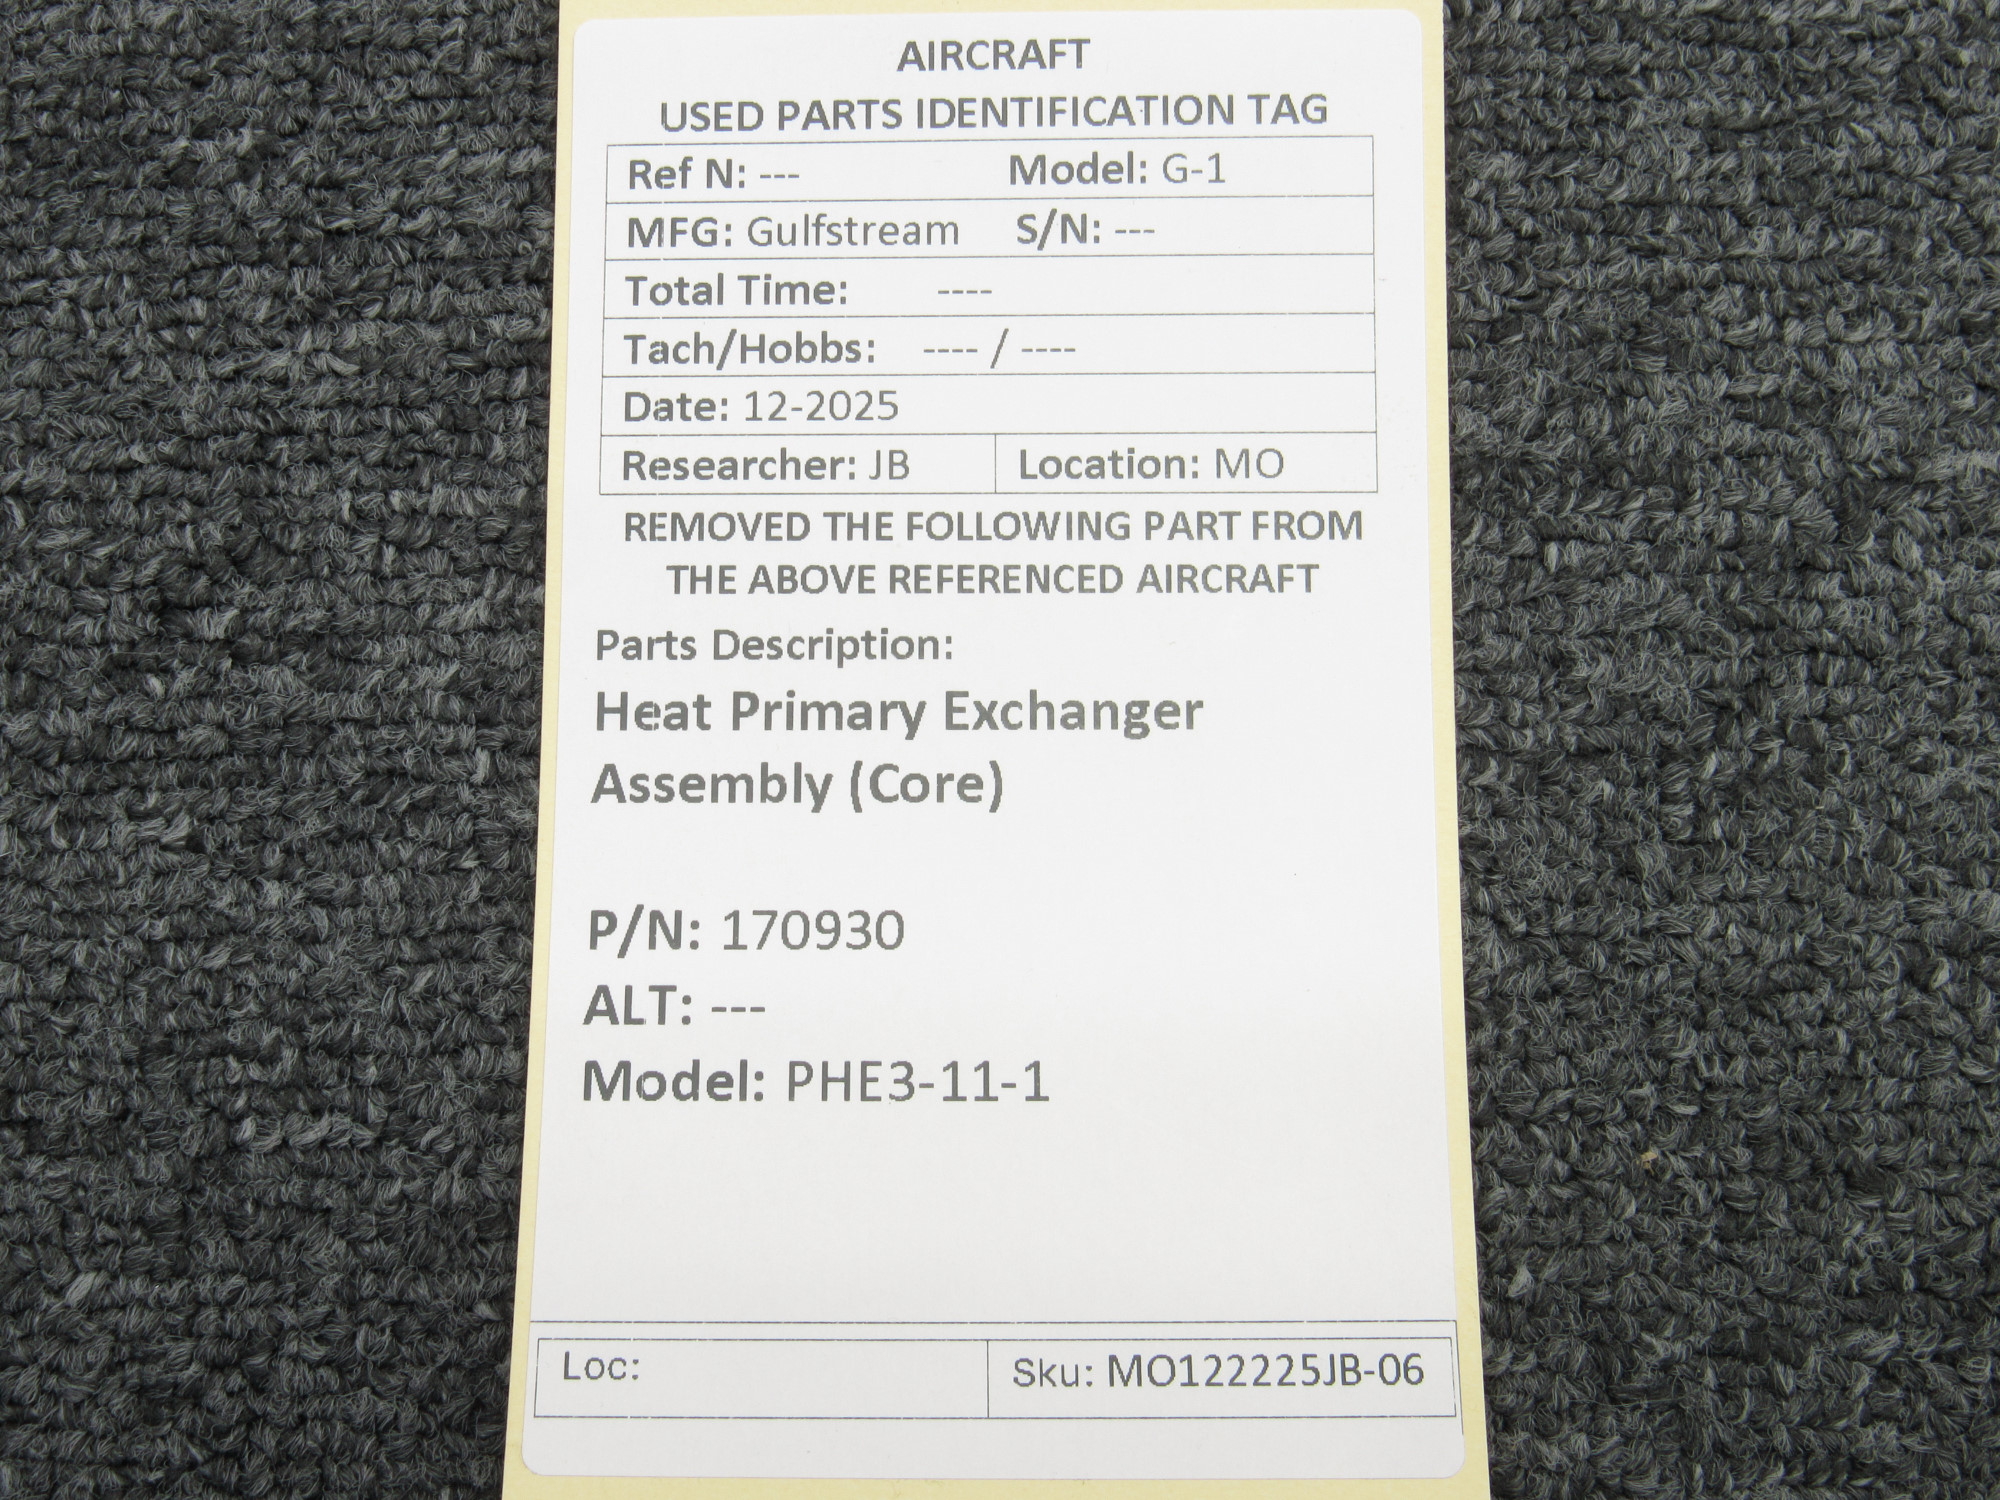 AIRCRAFT
USED PARTS IDENTIFICATION TAG
Ref N: --- Model: G-1
MFG: Gulfstream S/N: ---
Total Time: ----
Tach/Hobbs: ---- / ----
Date: 12-2025
Researcher: JB Location: MO
REMOVED THE FOLLOWING PART FROM
THE ABOVE REFERENCED AIRCRAFT
Parts Description:
Heat Primary Exchanger
Assembly (Core)
P/N: 170930
ALT: ---
Model: PHE3-11-1
Loc: Sku: MO122225JB-06